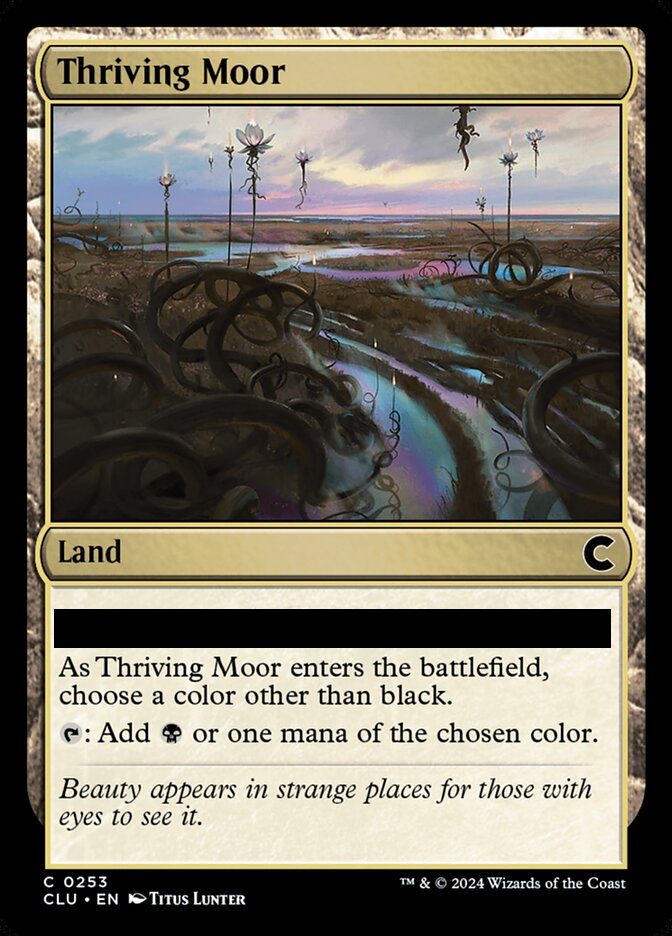 Thriving Moor
Land
As Thriving Moor enters the battlefield,
choose a color other than black.
: Add or one mana of the chosen color.
Beauty appears in strange places for those with
eyes to see it.
C 0253
CLU • EN Titus Lunter
™ & © 2024 Wizards of the Coast